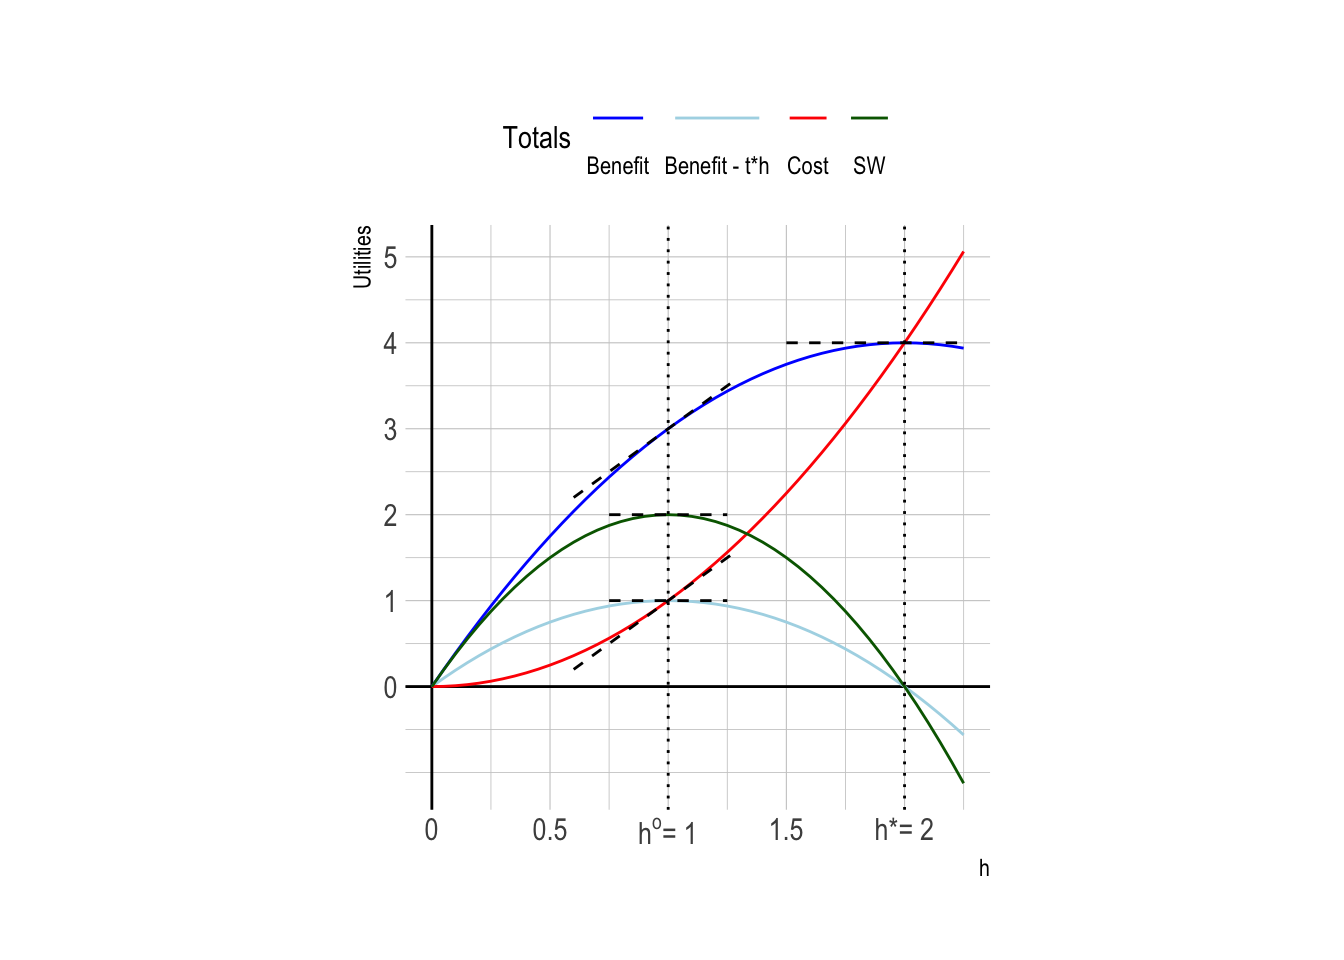 Totals
Benefit Benefit - t*h Cost SW
Utilities
5
4
3
2
1
0
0 0.5 hº= 1 1.5 h*= 2
h